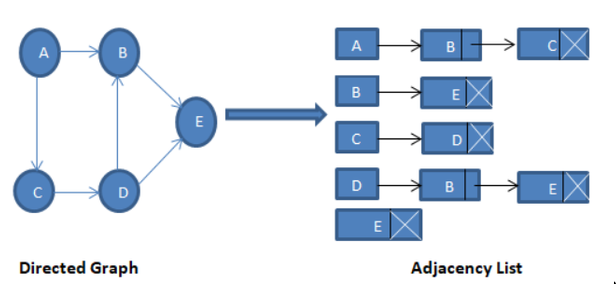 A B
E
C D
Directed Graph
A B C
B E
C D
D B E
E
Adjacency List